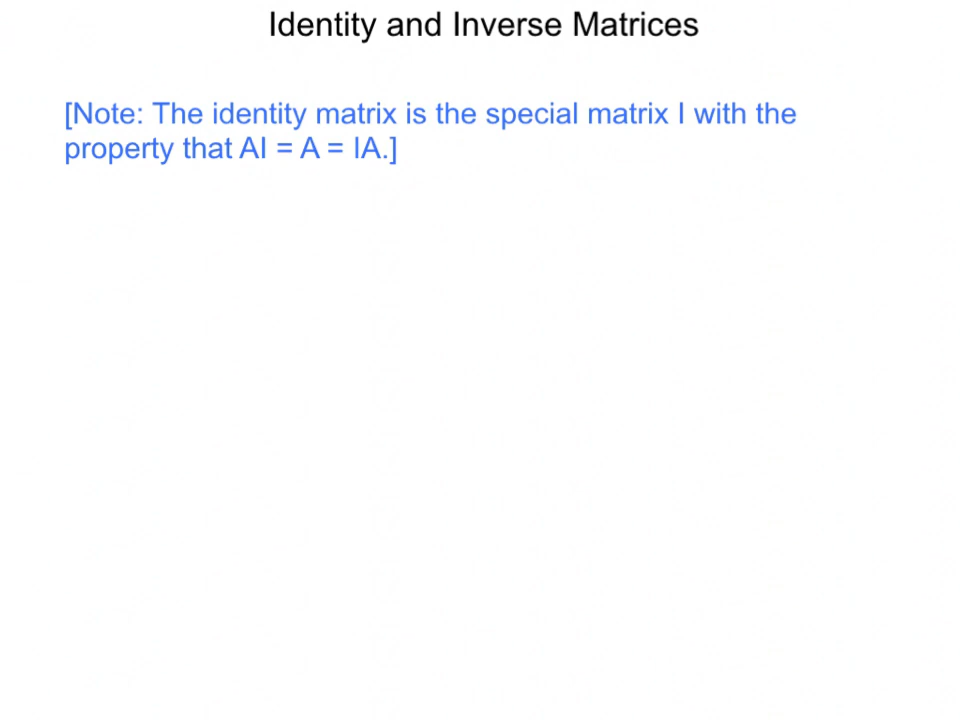 Identity and Inverse Matrices
[Note: The identity matrix is the special matrix I with the
property that AI = A = IA.]